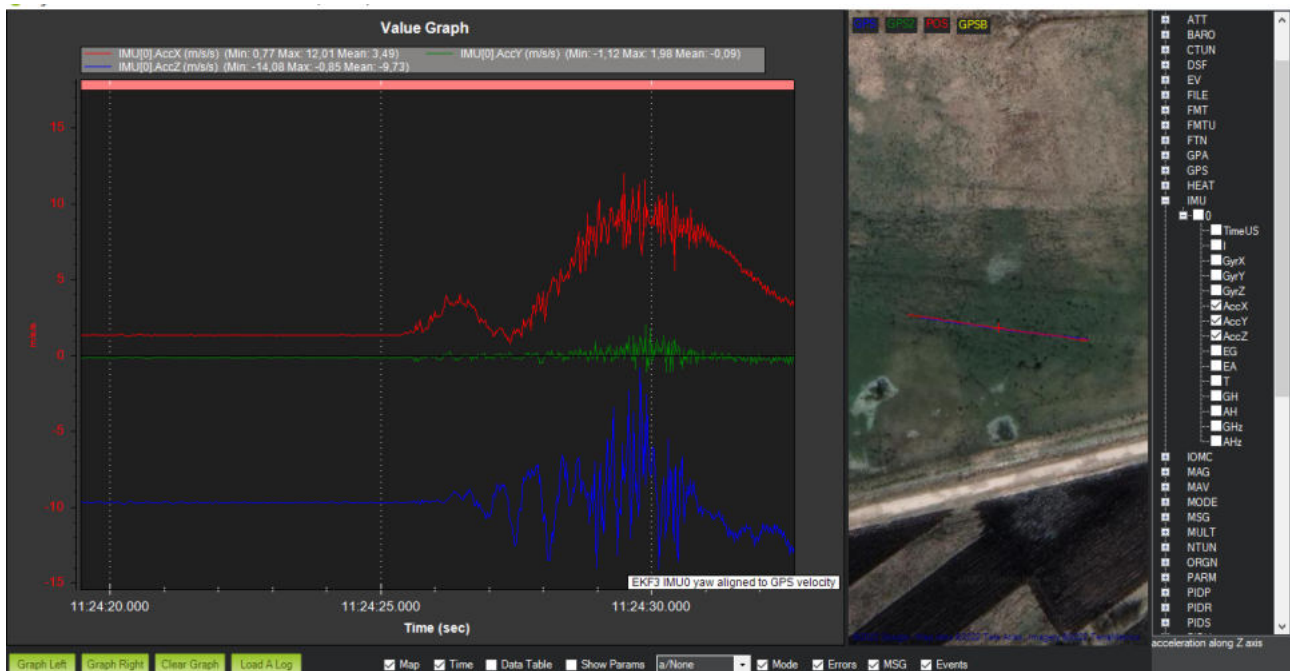 Value Graph
IMU[0].AccX (m/s/s) (Min: 0,77 Max: 12,01 Mean: 3,49)
IMU[0].AccY (m/s/s) (Min: -1,12 Max: 1,98 Mean: -0,09)
IMU[0].AccZ (m/s/s) (Min: -14,08 Max: -0,85 Mean: -9,73)
15
10
5
0
-5
-10
-15
EKF3 IMU0 yaw aligned to GPS velocity
11:24:20.000
11:24:25.000
11:24:30.000
Time (sec)
GPS GPS2 POS GPSB
ATT
BARO
CTUN
DSF
EV
FILE
FMT
FMTU
FTN
GPA
GPS
HEAT
IMU
0
TimeUS
I
GyrX
GyrY
GyrZ
AccX
AccY
AccZ
EG
EA
T
GH
AH
GHz
AHz
IOMC
MAG
MAV
MODE
MSG
MULT
NTUN
ORGN
PARM
PIDP
PIDR
PIDS
acceleration along Z axis
Graph Left
Graph Right
Clear Graph
Load A Log
Map
Time
Data Table
Show Params
a/None
Mode
Errors
MSG
Events